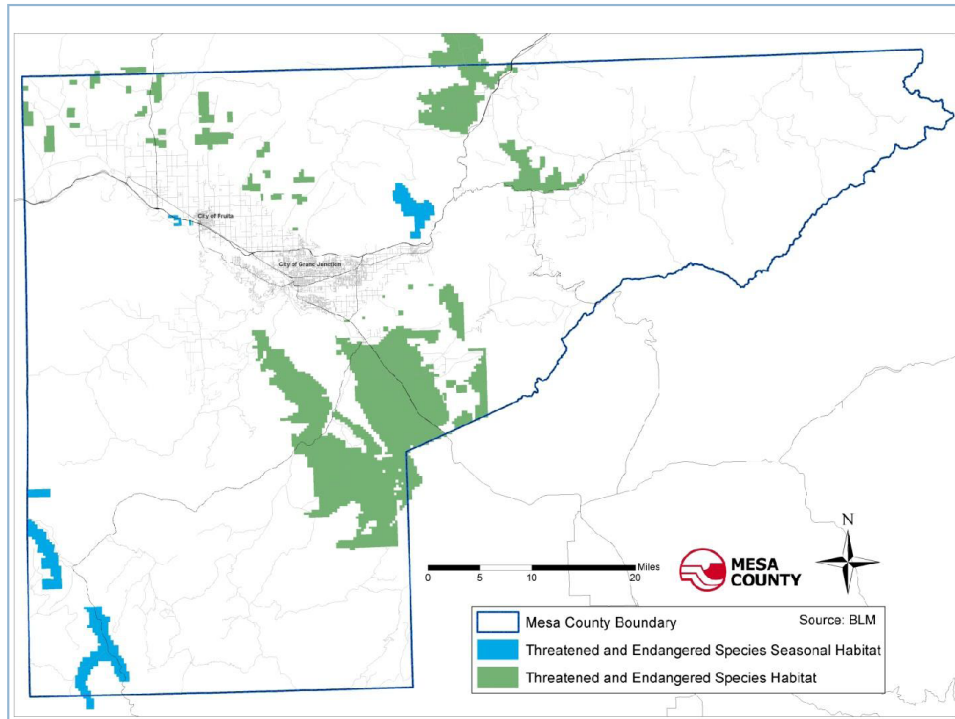 City of Fruita
City of Grand Junction
N
Miles
0 5 10 20
MESA
COUNTY
Mesa County Boundary Source: BLM
Threatened and Endangered Species Seasonal Habitat
Threatened and Endangered Species Habitat